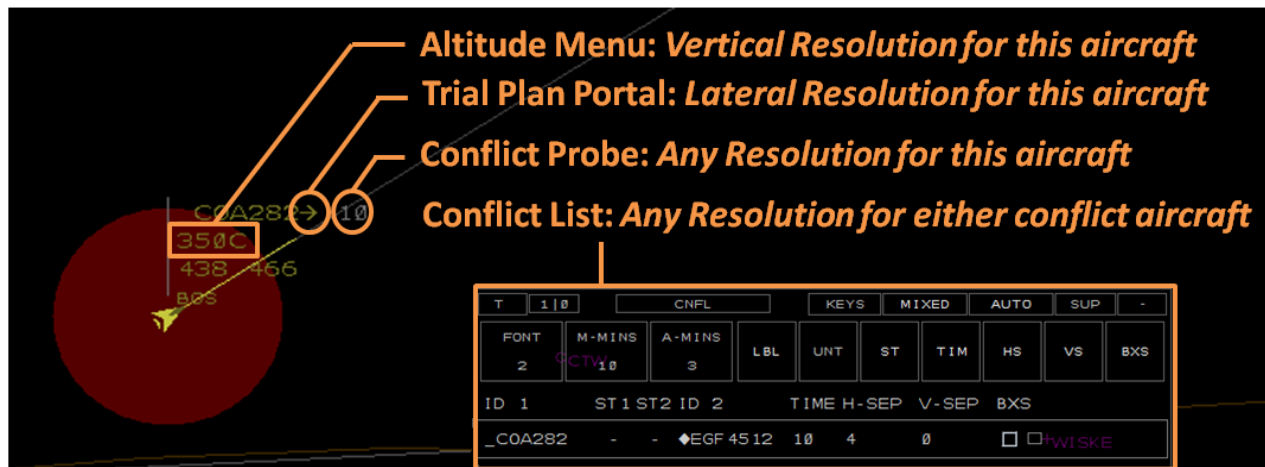 Altitude Menu: Vertical Resolution for this aircraft
Trial Plan Portal: Lateral Resolution for this aircraft
Conflict Probe: Any Resolution for this aircraft
Conflict List: Any Resolution for either conflict aircraft
COA282→ 10
350C
438 466
BOS
T 1|0 CNFL KEYS MIXED AUTO SUP -
FONT M-MINS A-MINS LBL UNT ST TIM HS VS BXS
2 10 3
CTW
ID 1 ST1 ST2 ID 2 TIME H-SEP V-SEP BXS
_COA282 - - ◆EGF4512 10 4 0
WISKE